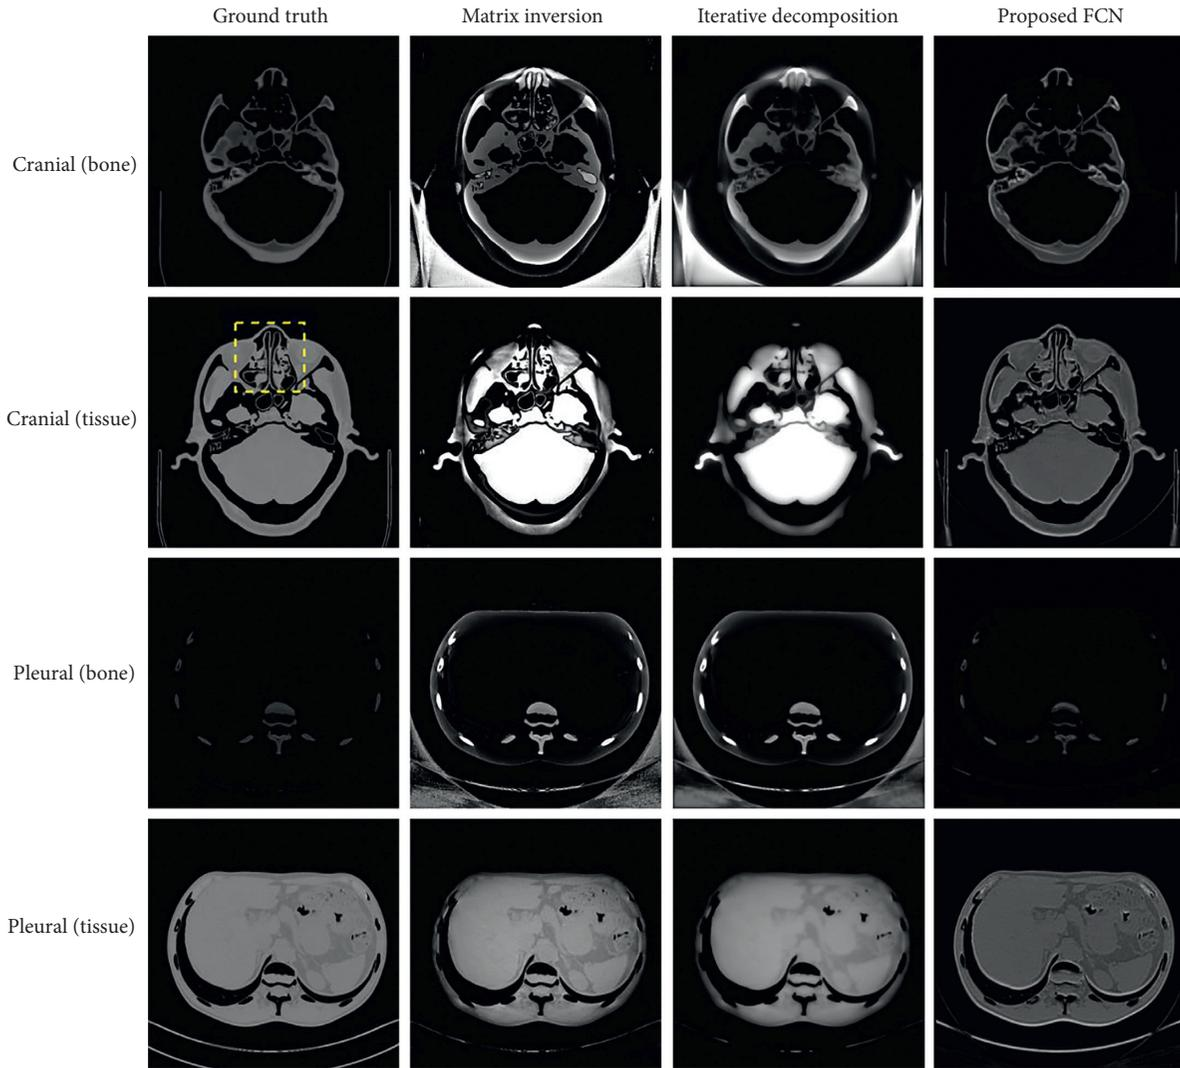 Ground truth
Matrix inversion
Iterative decomposition
Proposed FCN
Cranial (bone)
Cranial (tissue)
Pleural (bone)
Pleural (tissue)